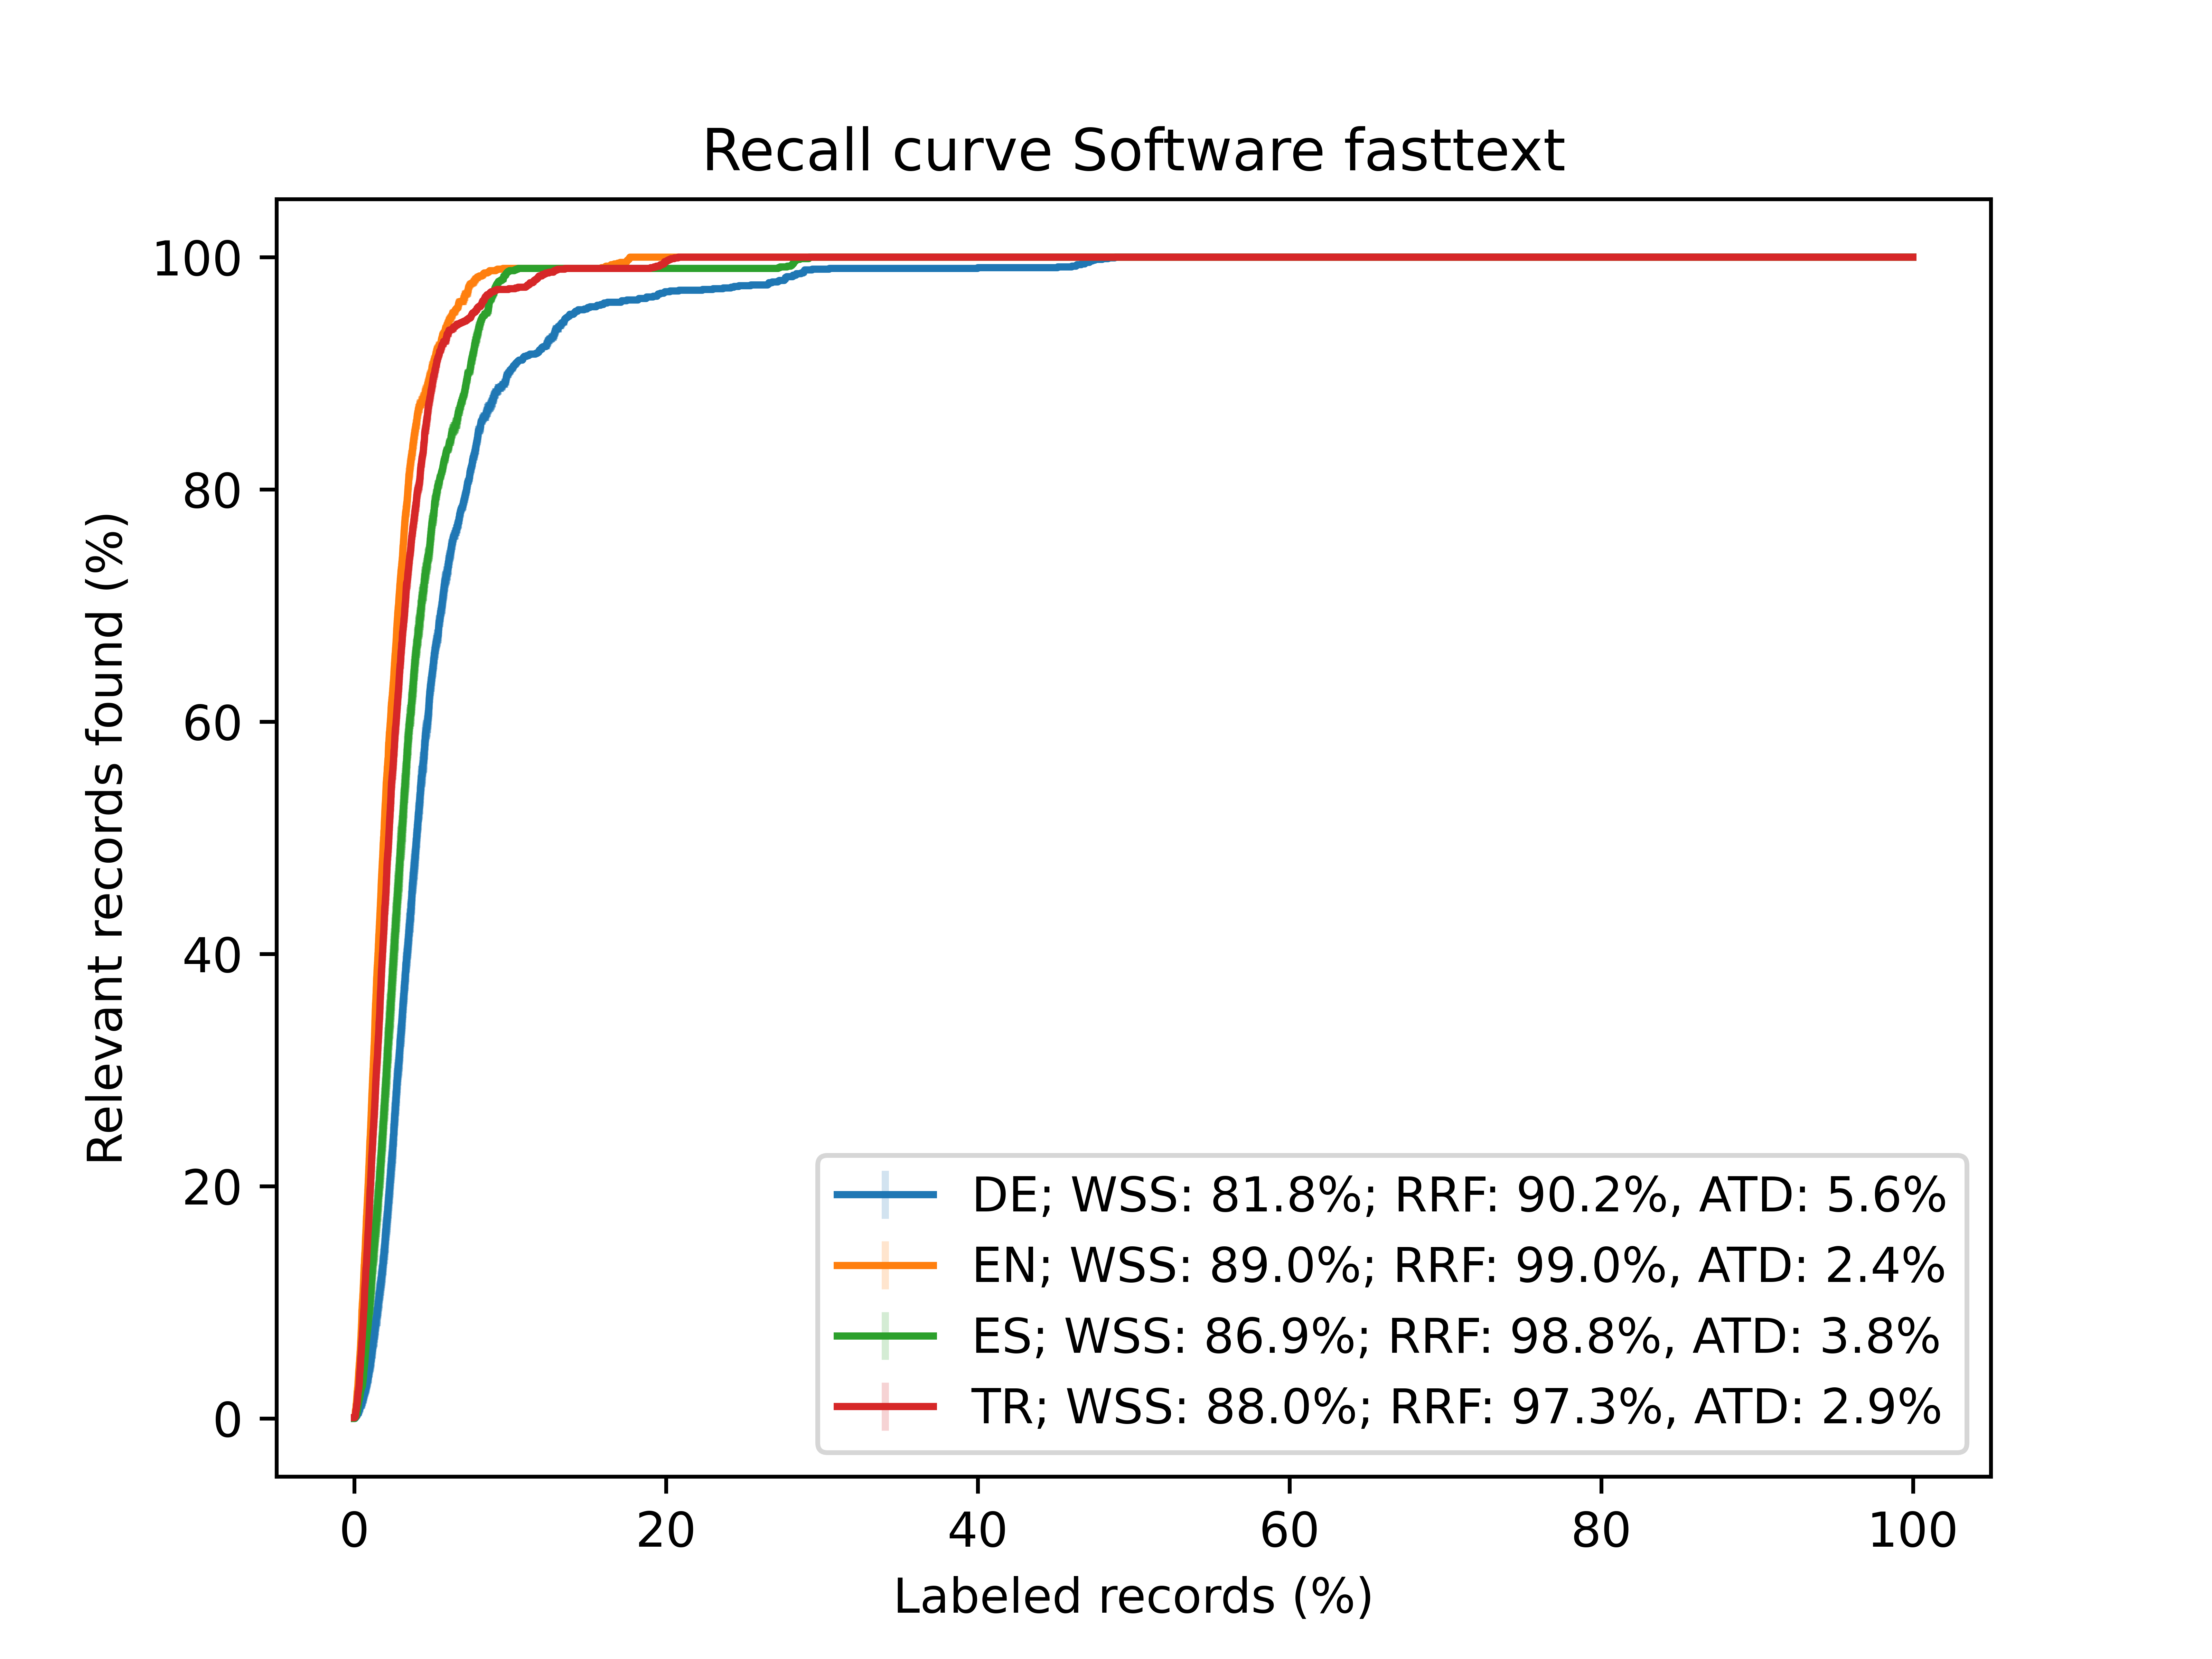 Recall curve Software fasttext
Relevant records found (%)
100
80
60
40
20
0
DE; WSS: 81.8%; RRF: 90.2%, ATD: 5.6%
EN; WSS: 89.0%; RRF: 99.0%, ATD: 2.4%
ES; WSS: 86.9%; RRF: 98.8%, ATD: 3.8%
TR; WSS: 88.0%; RRF: 97.3%, ATD: 2.9%
0 20 40 60 80 100
Labeled records (%)